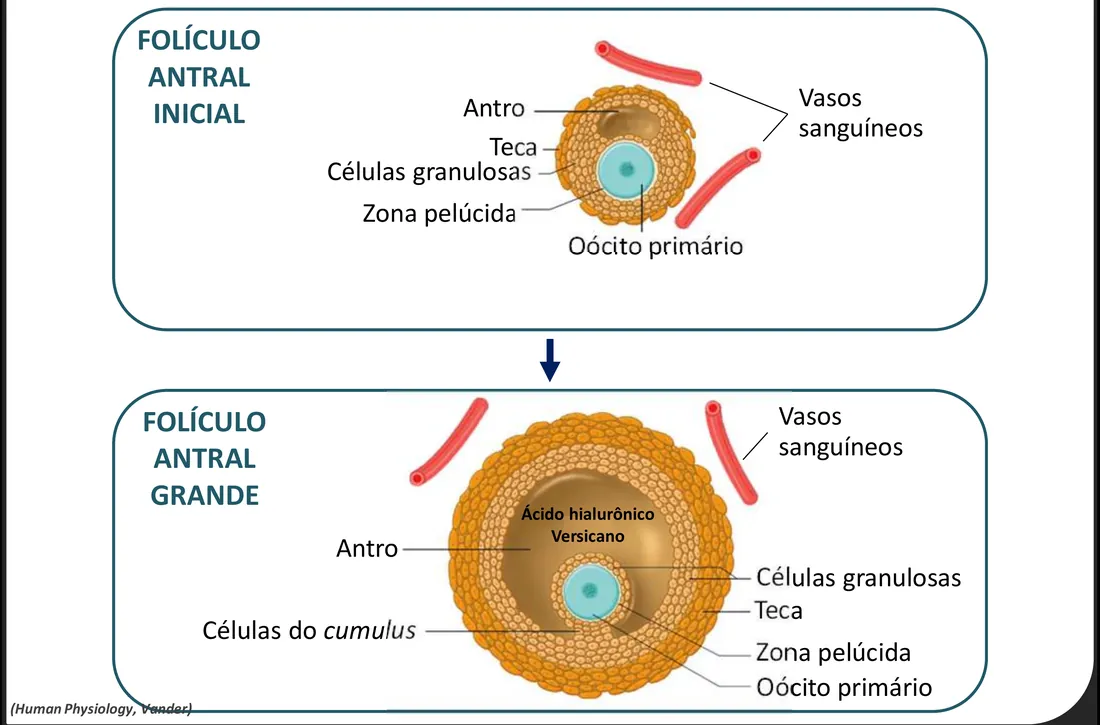 FOLÍCULO
ANTRAL
INICIAL
Antro
Teca
Células granulosas
Zona pelúcida
Oócito primário
Vasos
sanguíneos
FOLÍCULO
ANTRAL
GRANDE
Vasos
sanguíneos
Ácido hialurônico
Versicano
Antro
Células do cumulus
Células granulosas
Teca
Zona pelúcida
Oócito primário
(Human Physiology, Vander)